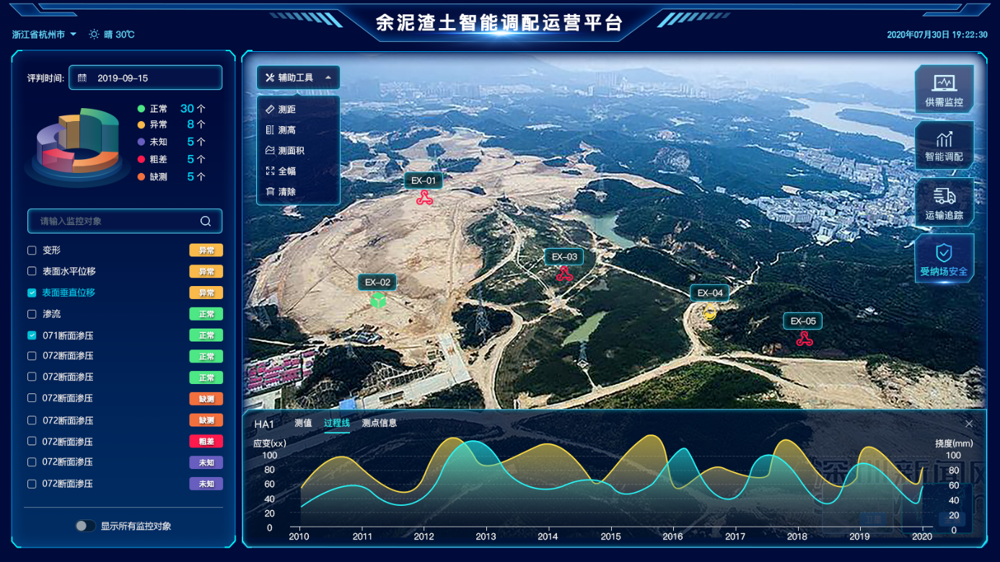 余泥渣土智能调配运营平台
浙江省杭州市
晴 30℃
2020年07月30日 19:22:30
评判时间:
2019-09-15
正常 30 个
异常 8 个
未知 5 个
粗差 5 个
缺测 5 个
请输入监控对象
变形 异常
表面水平位移 异常
表面垂直位移 异常
渗流 正常
071断面渗压 正常
072断面渗压 正常
072断面渗压 正常
072断面渗压 缺测
072断面渗压 缺测
072断面渗压 粗差
072断面渗压 未知
072断面渗压 未知
显示所有监控对象
辅助工具
测距
测高
测面积
全幅
清除
EX-01
EX-02
EX-03
EX-04
EX-05
供需监控
智能调配
运输追踪
受纳场安全
HA1 测值 过程线 测点信息
应变(xx)
100
80
60
40
20
0
挠度(mm)
100
80
60
40
20
0
2010 2011 2012 2013 2014 2015 2016 2017 2018 2019 2020
深圳新闻网